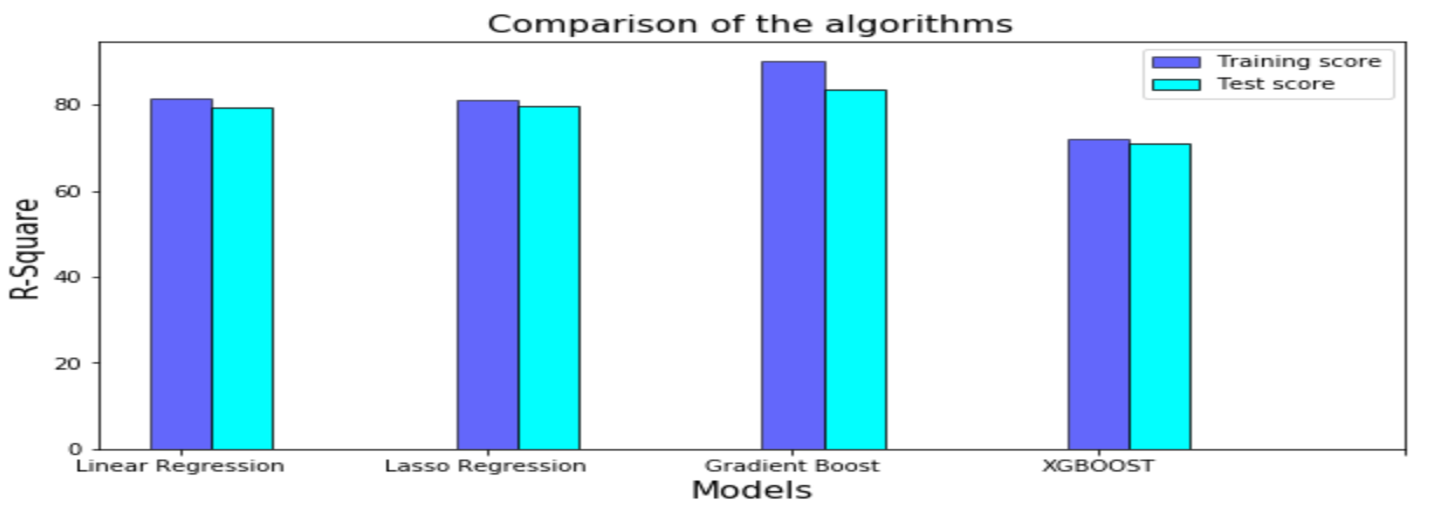 Comparison of the algorithms
Training score
Test score
R-Square
80
60
40
20
0
Linear Regression Lasso Regression Gradient Boost XGBOOST
Models